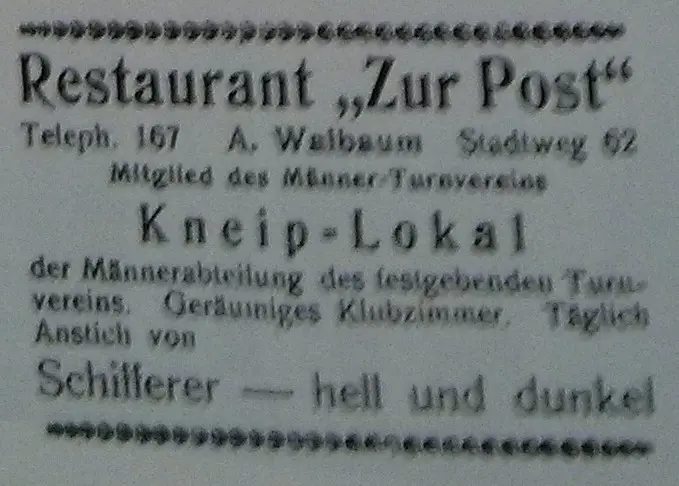 Restaurant „Zur Post“
Teleph. 167 A. Walbaum Stadtweg 62
Mitglied des Männer-Turnvereins
Kneip-Lokal
der Männerabteilung des festgebenden Turn-
vereins. Geräumiges Klubzimmer. Täglich
Anstich von
Schifferer — hell und dunkel